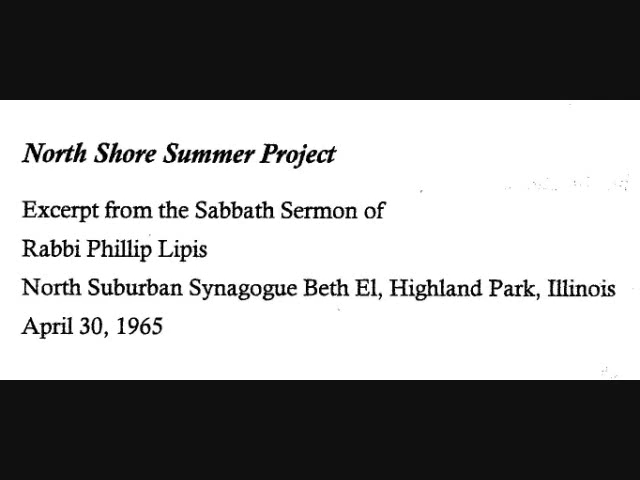 North Shore Summer Project
Excerpt from the Sabbath Sermon of
Rabbi Phillip Lipis
North Suburban Synagogue Beth El, Highland Park, Illinois
April 30, 1965